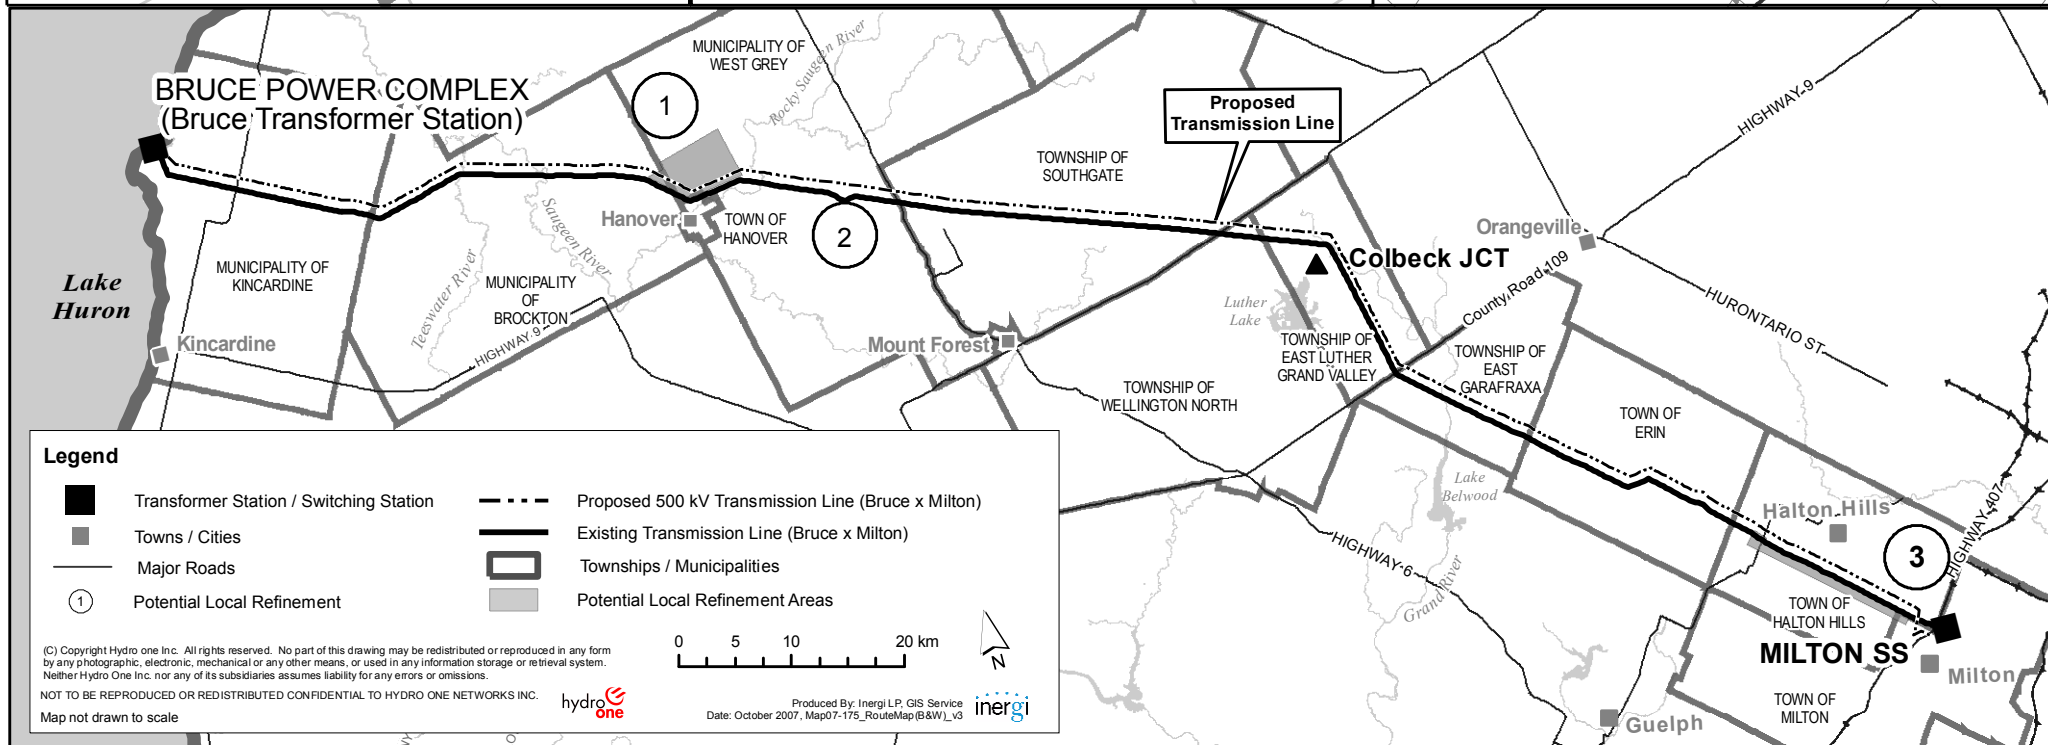 MUNICIPALITY OF
WEST GREY
Rocky Saugeen River
BRUCE POWER COMPLEX
(Bruce Transformer Station)
1
Proposed
Transmission Line
HIGHWAY 9
TOWNSHIP OF
SOUTHGATE
Hanover
TOWN OF
HANOVER
2
Orangeville
Colbeck JCT
County Road 109
Lake
Huron
MUNICIPALITY OF
KINCARDINE
Teeswater River
Saugeen River
MUNICIPALITY
OF
BROCKTON
HIGHWAY 9
Kincardine
Mount Forest
Luther
Lake
HURONTARIO ST
TOWNSHIP OF
EAST LUTHER
GRAND VALLEY
TOWNSHIP OF
EAST
GARAFRAXA
TOWNSHIP OF
WELLINGTON NORTH
TOWN OF
ERIN
Lake
Belwood
Halton Hills
HIGHWAY 407
3
HIGHWAY 6
Grand River
TOWN OF
HALTON HILLS
MILTON SS
Milton
TOWN OF
MILTON
Guelph
Legend
Transformer Station / Switching Station
Towns / Cities
Major Roads
1
Potential Local Refinement
Proposed 500 kV Transmission Line (Bruce x Milton)
Existing Transmission Line (Bruce x Milton)
Townships / Municipalities
Potential Local Refinement Areas
0 5 10 20 km
N
(C) Copyright Hydro one Inc. All rights reserved. No part of this drawing may be redistributed or reproduced in any form
by any photographic, electronic, mechanical or any other means, or used in any information storage or retrieval system.
Neither Hydro One Inc. nor any of its subsidiaries assumes liability for any errors or omissions.
NOT TO BE REPRODUCED OR REDISTRIBUTED CONFIDENTIAL TO HYDRO ONE NETWORKS INC.
Map not drawn to scale
hydro
one
Produced By: Inergi LP, GIS Service
Date: October 2007, Map07-175_RouteMap(B&W)_v3
inergi